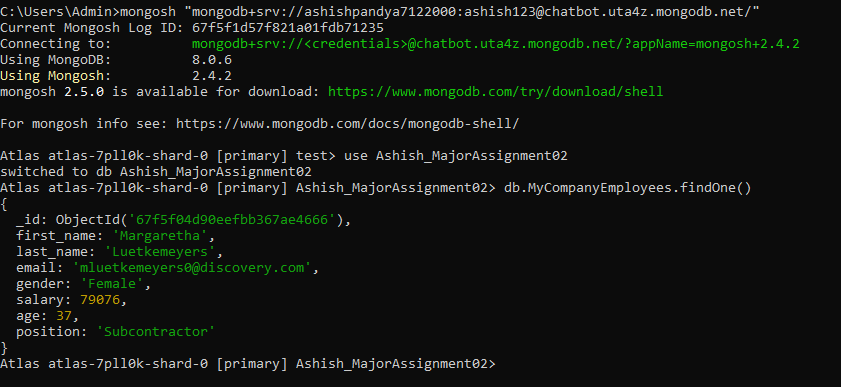 C:\Users\Admin>mongosh "mongodb+srv://ashishpandya7122000:ashish123@chatbot.uta4z.mongodb.net/"
Current Mongosh Log ID: 67f5f1d57f821a01fdb71235
Connecting to:          mongodb+srv://<credentials>@chatbot.uta4z.mongodb.net/?appName=mongosh+2.4.2
Using MongoDB:          8.0.6
Using Mongosh:          2.4.2
mongosh 2.5.0 is available for download: https://www.mongodb.com/try/download/shell

For mongosh info see: https://www.mongodb.com/docs/mongodb-shell/

Atlas atlas-7pll0k-shard-0 [primary] test> use Ashish_MajorAssignment02
switched to db Ashish_MajorAssignment02
Atlas atlas-7pll0k-shard-0 [primary] Ashish_MajorAssignment02> db.MyCompanyEmployees.findOne()
{
  _id: ObjectId('67f5f04d90eefbb367ae4666'),
  first_name: 'Margaretha',
  last_name: 'Luetkemeyers',
  email: 'mluetkemeyers0@discovery.com',
  gender: 'Female',
  salary: 79076,
  age: 37,
  position: 'Subcontractor'
}
Atlas atlas-7pll0k-shard-0 [primary] Ashish_MajorAssignment02>